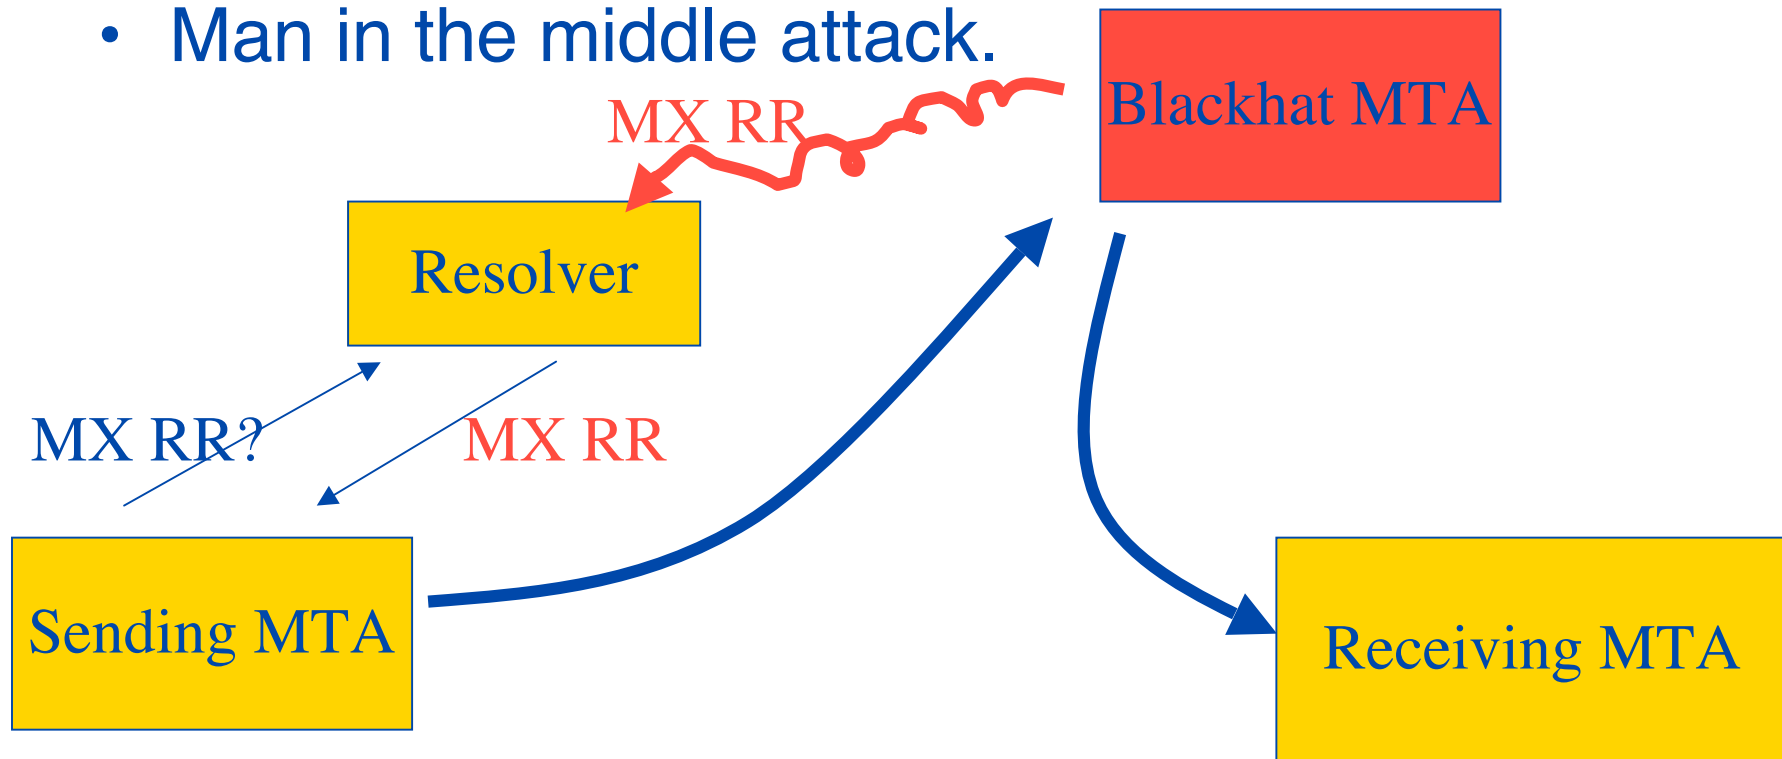 • Man in the middle attack.
Blackhat MTA
MX RR
Resolver
MX RR?
MX RR
Sending MTA
Receiving MTA